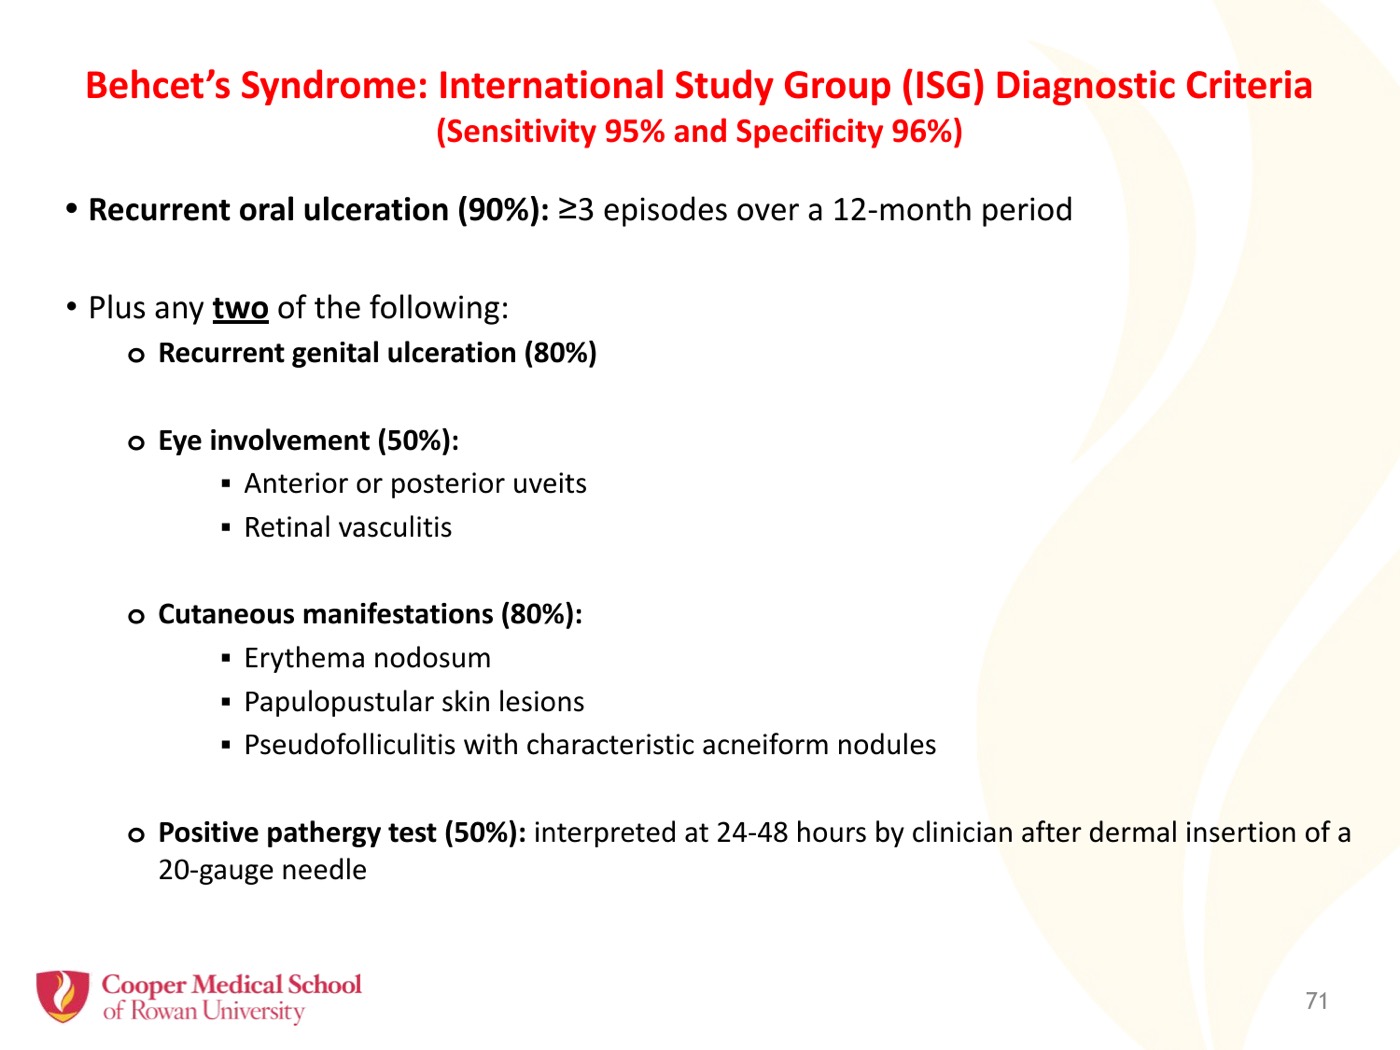 Behcet’s Syndrome: International Study Group (ISG) Diagnostic Criteria
(Sensitivity 95% and Specificity 96%)
• Recurrent oral ulceration (90%): ≥3 episodes over a 12-month period
• Plus any two of the following:
o Recurrent genital ulceration (80%)
o Eye involvement (50%):
▪ Anterior or posterior uveits
▪ Retinal vasculitis
o Cutaneous manifestations (80%):
▪ Erythema nodosum
▪ Papulopustular skin lesions
▪ Pseudofolliculitis with characteristic acneiform nodules
o Positive pathergy test (50%): interpreted at 24-48 hours by clinician after dermal insertion of a
20-gauge needle
Cooper Medical School
of Rowan University
71